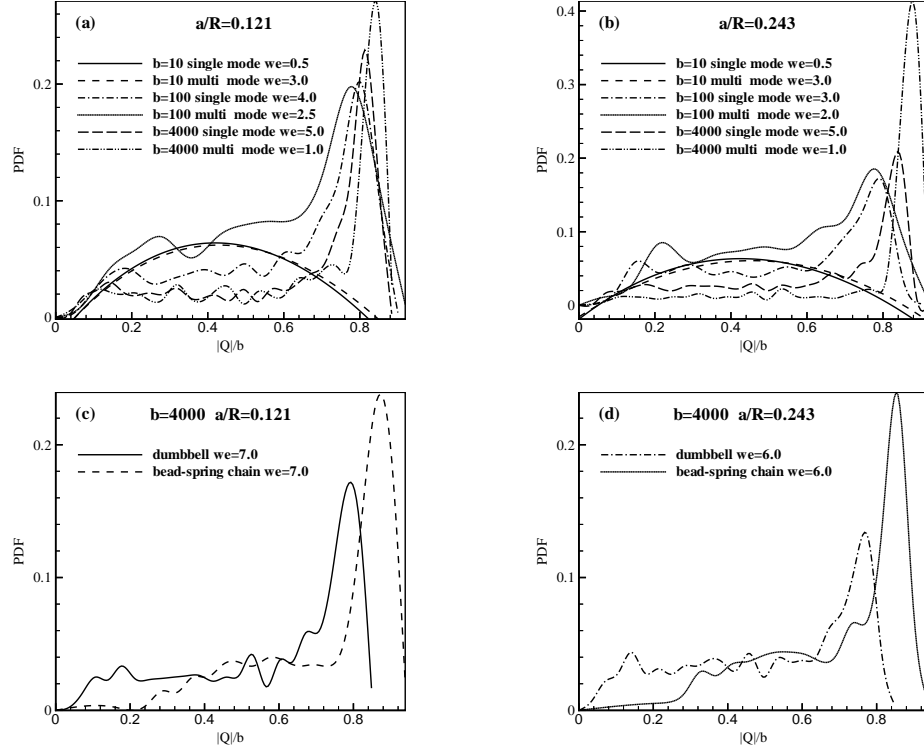 (a) a/R=0.121
b=10 single mode we=0.5
b=10 multi mode we=3.0
b=100 single mode we=4.0
b=100 multi mode we=2.5
b=4000 single mode we=5.0
b=4000 multi mode we=1.0
PDF
0.2
0.1
0
0 0.2 0.4 0.6 0.8
|Q|/b
(b) a/R=0.243
b=10 single mode we=0.5
b=10 multi mode we=3.0
b=100 single mode we=3.0
b=100 multi mode we=2.0
b=4000 single mode we=5.0
b=4000 multi mode we=1.0
PDF
0.4
0.3
0.2
0.1
0
0 0.2 0.4 0.6 0.8
|Q|/b
(c) b=4000 a/R=0.121
dumbbell we=7.0
bead-spring chain we=7.0
PDF
0.2
0.1
0
0 0.2 0.4 0.6 0.8
|Q|/b
(d) b=4000 a/R=0.243
dumbbell we=6.0
bead-spring chain we=6.0
PDF
0.2
0.1
0
0 0.2 0.4 0.6 0.8
|Q|/b